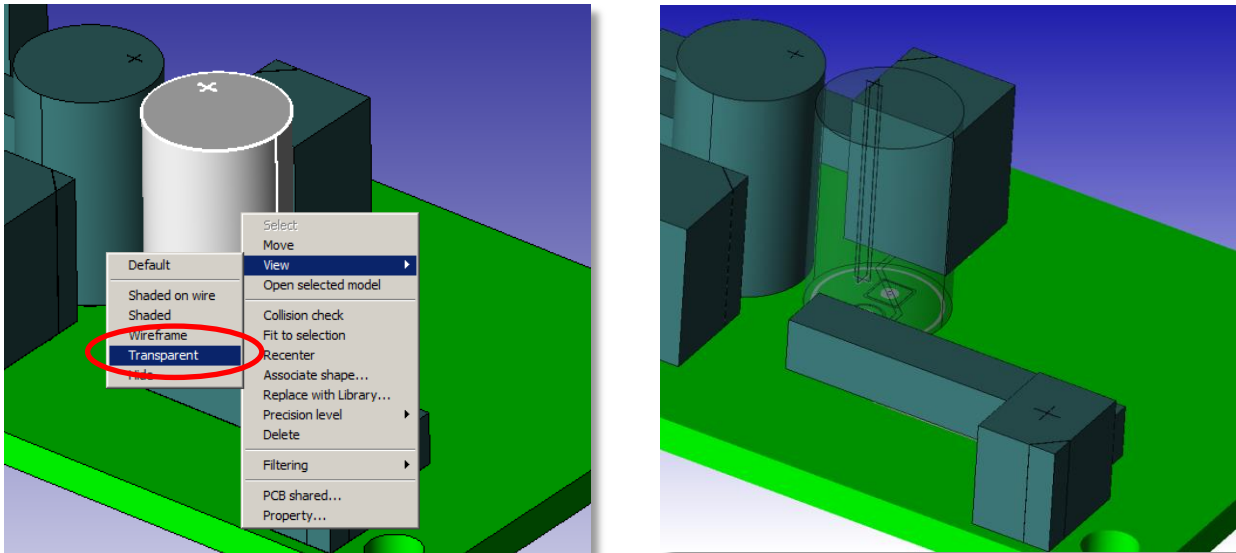 Select
Move
View
Open selected model
Collision check
Fit to selection
Recenter
Associate shape...
Replace with Library...
Precision level
Delete
Filtering
PCB shared...
Property...
Default
Shaded on wire
Shaded
Wireframe
Transparent
Hide